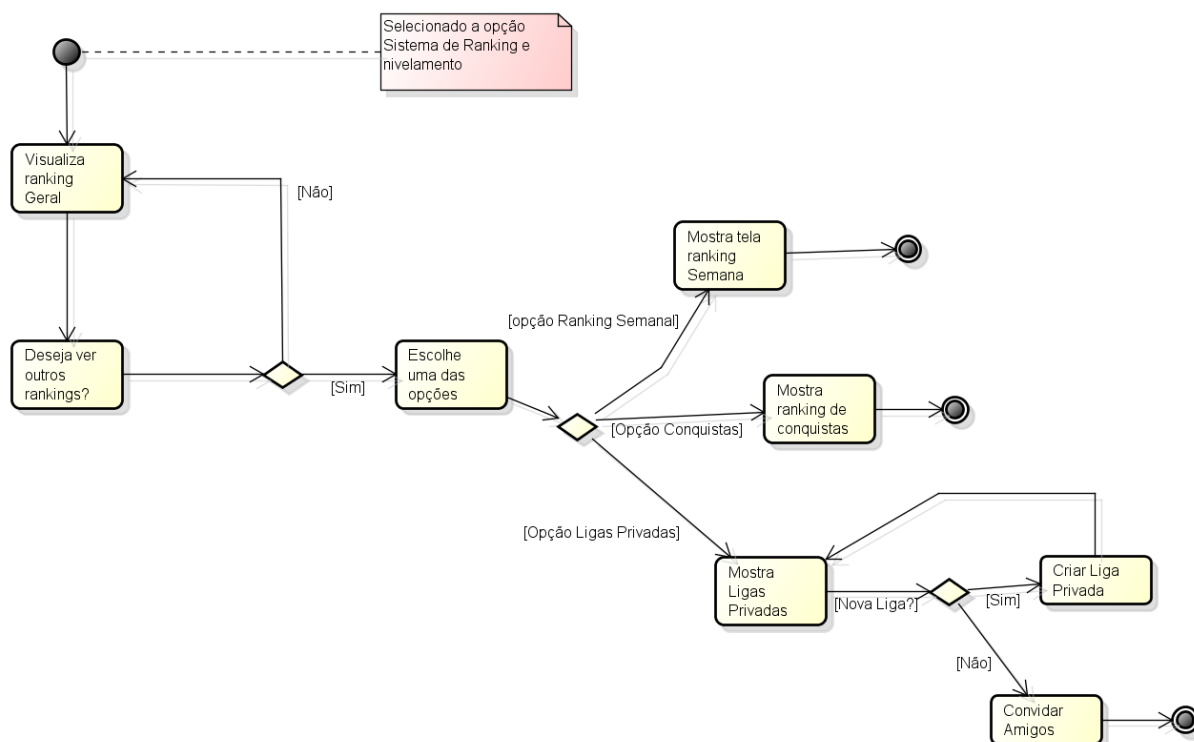 Selecionado a opção
Sistema de Ranking e
nivelamento
Visualiza
ranking
Geral
[Não]
Mostra tela
ranking
Semana
[opção Ranking Semanal]
Deseja ver
outros
rankings?
[Sim]
Escolhe
uma das
opções
Mostra
ranking de
conquistas
[Opção Conquistas]
[Opção Ligas Privadas]
Mostra
Ligas
Privadas
[Nova Liga?]
[Sim]
Criar Liga
Privada
[Não]
Convidar
Amigos